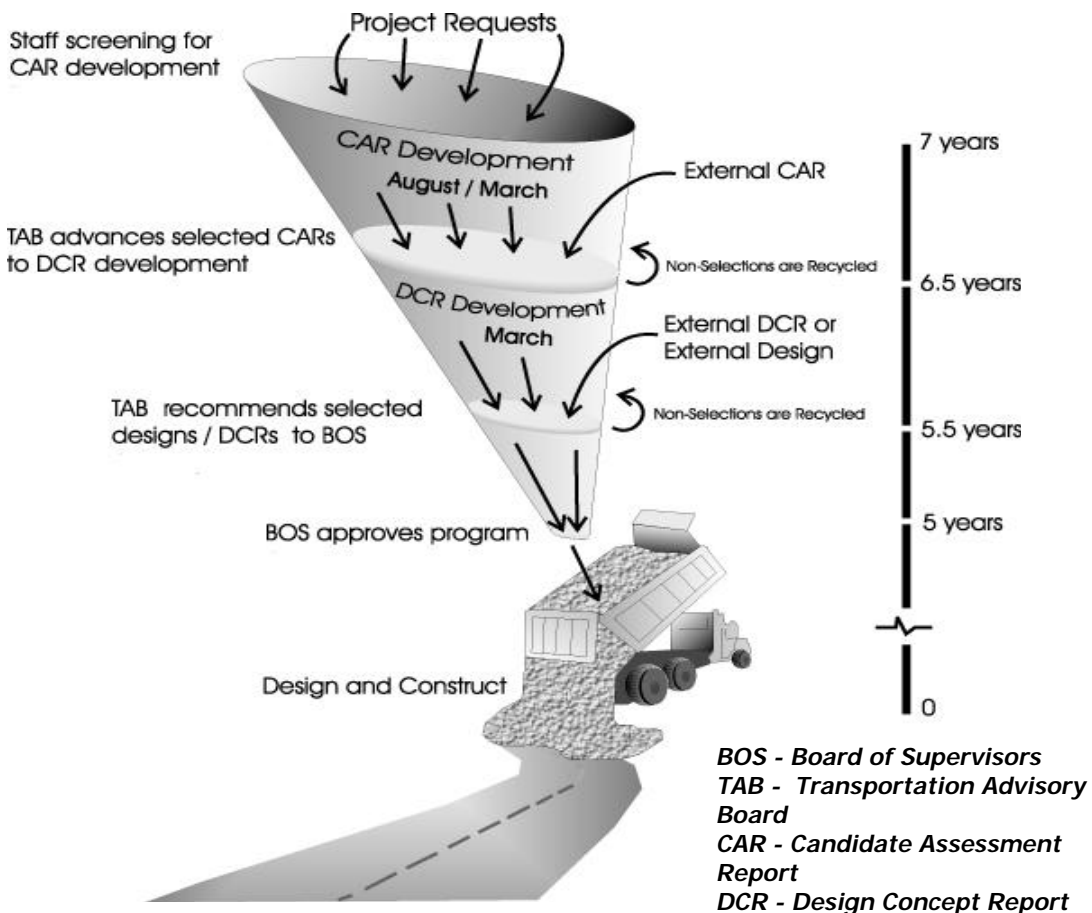 Project Requests
Staff screening for
CAR development
CAR Development
August / March
External CAR
7 years
TAB advances selected CARs
to DCR development
Non-Selections are Recycled
6.5 years
DCR Development
March
External DCR or
External Design
TAB recommends selected
designs / DCRs to BOS
Non-Selections are Recycled
5.5 years
BOS approves program
5 years
Design and Construct
0
BOS - Board of Supervisors
TAB - Transportation Advisory
Board
CAR - Candidate Assessment
Report
DCR - Design Concept Report